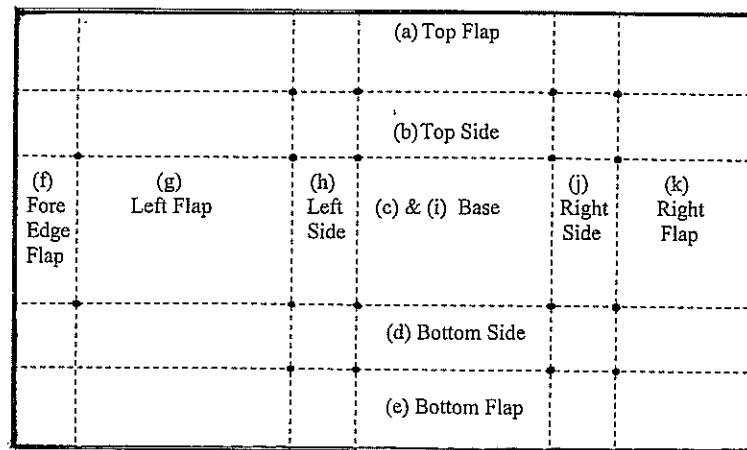 (a) Top Flap
(b) Top Side
(f)
Fore
Edge
Flap
(g)
Left Flap
(h)
Left
Side
(c) & (i) Base
(j)
Right
Side
(k)
Right
Flap
(d) Bottom Side
(e) Bottom Flap